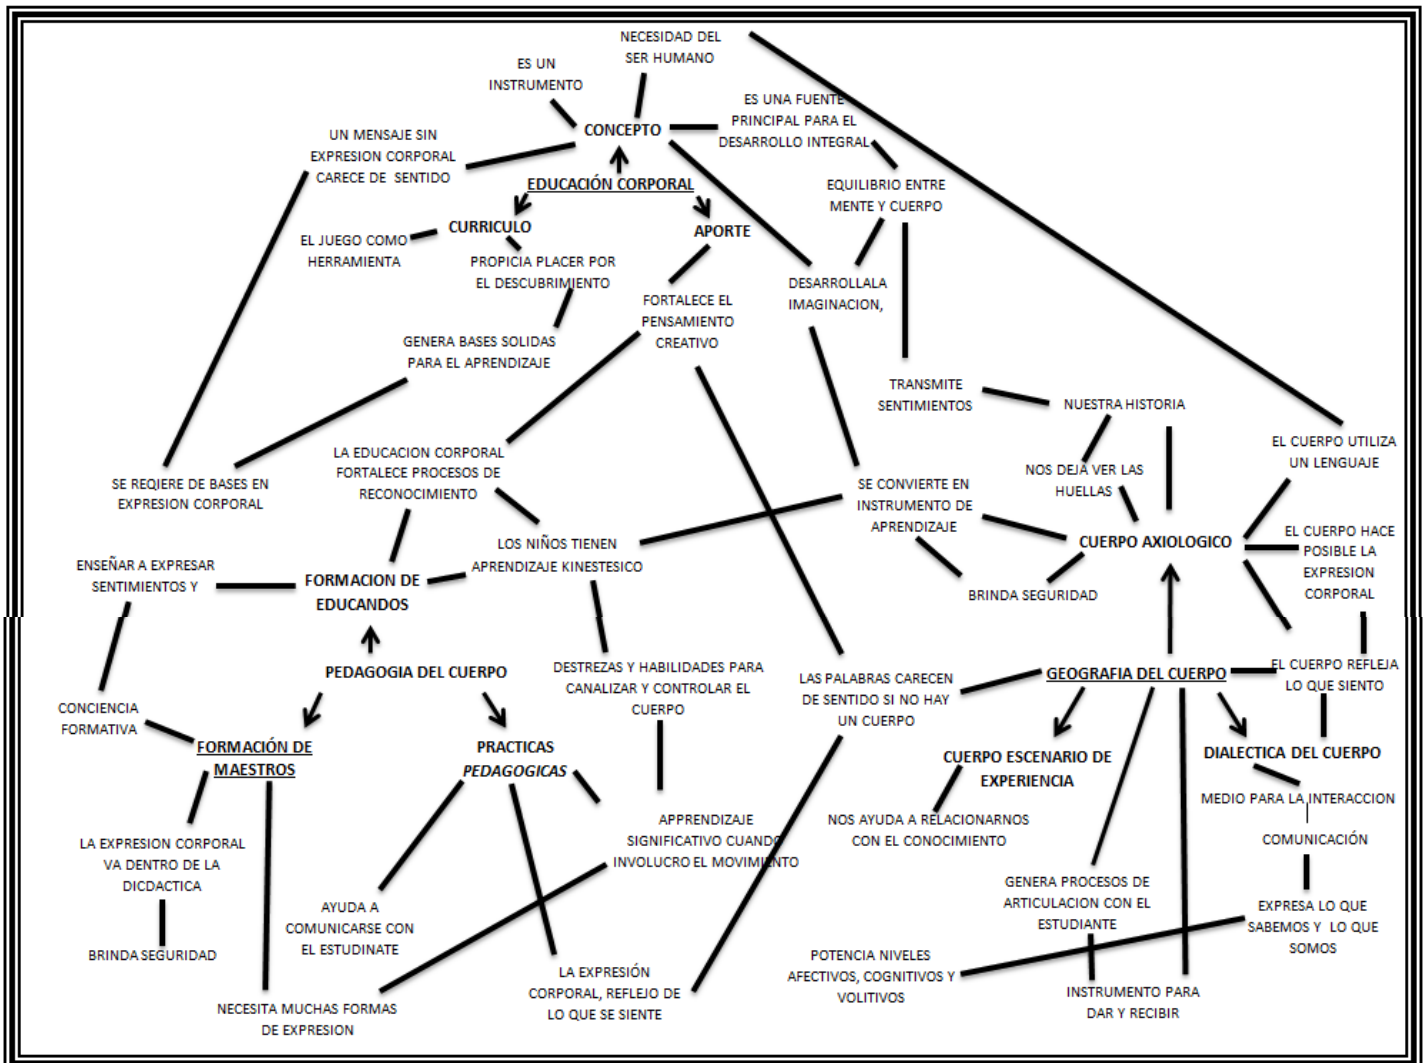 NECESIDAD DEL
SER HUMANO
ES UN
INSTRUMENTO
ES UNA FUENTE
PRINCIPAL PARA EL
DESARROLLO INTEGRAL
CONCEPTO
UN MENSAJE SIN
EXPRESION CORPORAL
CARECE DE SENTIDO
EDUCACIÓN CORPORAL
EQUILIBRIO ENTRE
MENTE Y CUERPO
CURRICULO
APORTE
EL JUEGO COMO
HERRAMIENTA
PROPICIA PLACER POR
EL DESCUBRIMIENTO
DESARROLLALA
IMAGINACION,
FORTALECE EL
PENSAMIENTO
CREATIVO
GENERA BASES SOLIDAS
PARA EL APRENDIZAJE
TRANSMITE
SENTIMIENTOS
NUESTRA HISTORIA
EL CUERPO UTILIZA
UN LENGUAJE
LA EDUCACION CORPORAL
FORTALECE PROCESOS DE
RECONOCIMIENTO
NOS DEJA VER LAS
HUELLAS
SE REQIERE DE BASES EN
EXPRESION CORPORAL
SE CONVIERTE EN
INSTRUMENTO DE
APRENDIZAJE
LOS NIÑOS TIENEN
APRENDIZAJE KINESTESICO
CUERPO AXIOLOGICO
EL CUERPO HACE
POSIBLE LA
EXPRESION
CORPORAL
ENSEÑAR A EXPRESAR
SENTIMIENTOS Y
FORMACION DE
EDUCANDOS
BRINDA SEGURIDAD
PEDAGOGIA DEL CUERPO
DESTREZAS Y HABILIDADES PARA
CANALIZAR Y CONTROLAR EL
CUERPO
LAS PALABRAS CARECEN
DE SENTIDO SI NO HAY
UN CUERPO
GEOGRAFIA DEL CUERPO
EL CUERPO REFLEJA
LO QUE SIENTO
CONCIENCIA
FORMATIVA
FORMACIÓN DE
MAESTROS
PRACTICAS
PEDAGOGICAS
CUERPO ESCENARIO DE
EXPERIENCIA
DIALECTICA DEL CUERPO
MEDIO PARA LA INTERACCION
COMUNICACIÓN
LA EXPRESION CORPORAL
VA DENTRO DE LA
DICDACTICA
APPRENDIZAJE
SIGNIFICATIVO CUANDO
INVOLUCRO EL MOVIMIENTO
NOS AYUDA A RELACIONARNOS
CON EL CONOCIMIENTO
GENERA PROCESOS DE
ARTICULACION CON EL
ESTUDIANTE
AYUDA A
COMUNICARSE CON
EL ESTUDINATE
EXPRESA LO QUE
SABEMOS Y LO QUE
SOMOS
BRINDA SEGURIDAD
POTENCIA NIVELES
AFECTIVOS, COGNITIVOS Y
VOLITIVOS
LA EXPRESIÓN
CORPORAL, REFLEJO DE
LO QUE SE SIENTE
INSTRUMENTO PARA
DAR Y RECIBIR
NECESITA MUCHAS FORMAS
DE EXPRESION